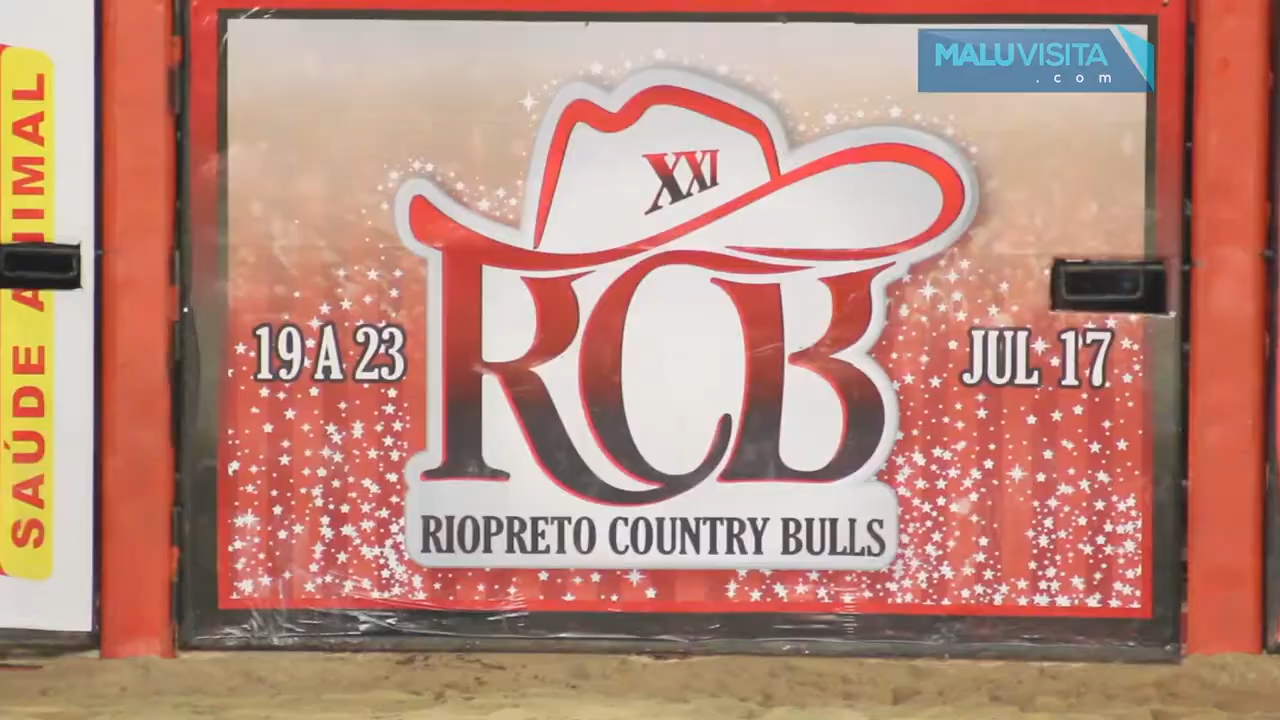 MALUVISITA
.com
SAÚDE ANIMAL
XXI
RCB
19 A 23
JUL 17
RIOPRETO COUNTRY BULLS